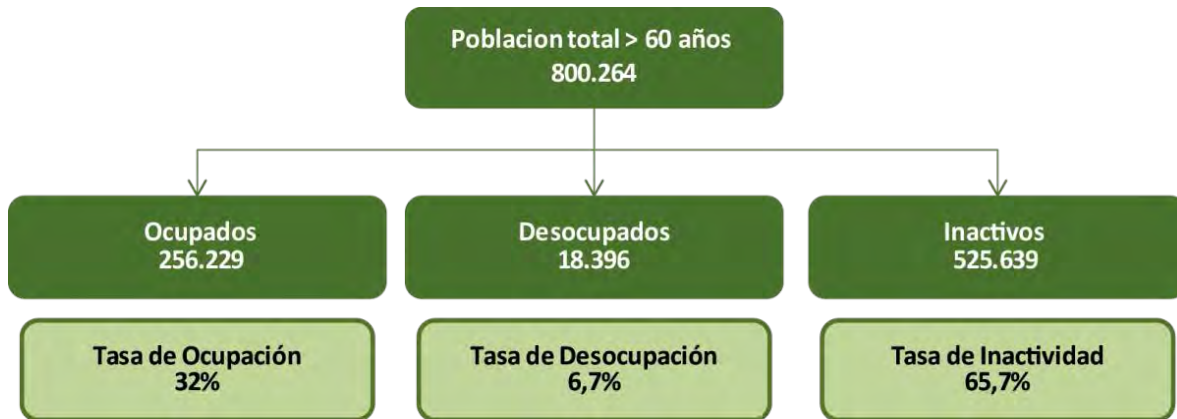 Poblacion total > 60 años
800.264
Ocupados
256.229
Desocupados
18.396
Inactivos
525.639
Tasa de Ocupación
32%
Tasa de Desocupación
6,7%
Tasa de Inactividad
65,7%